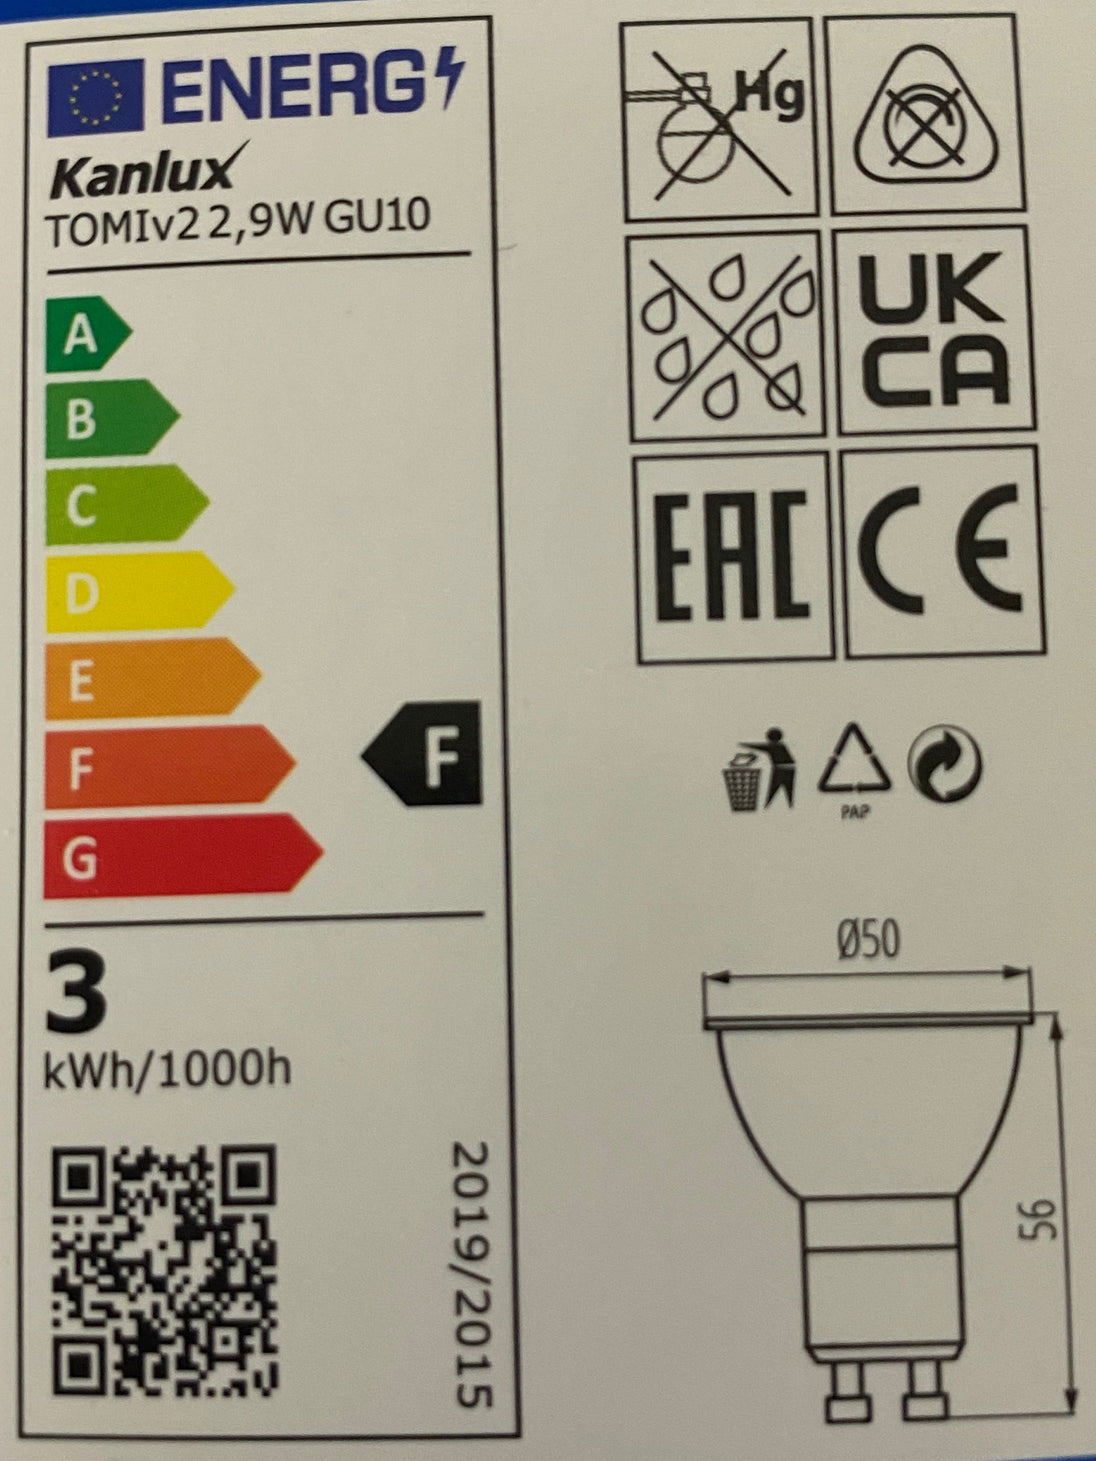 ENERG
Kanlux
TOMIv2 2,9W GU10
A
B
C
D
E
F
G
F
3
kWh/1000h
2019/2015
Hg
UK
CA
EAC
CE
PAP
Ø50
56